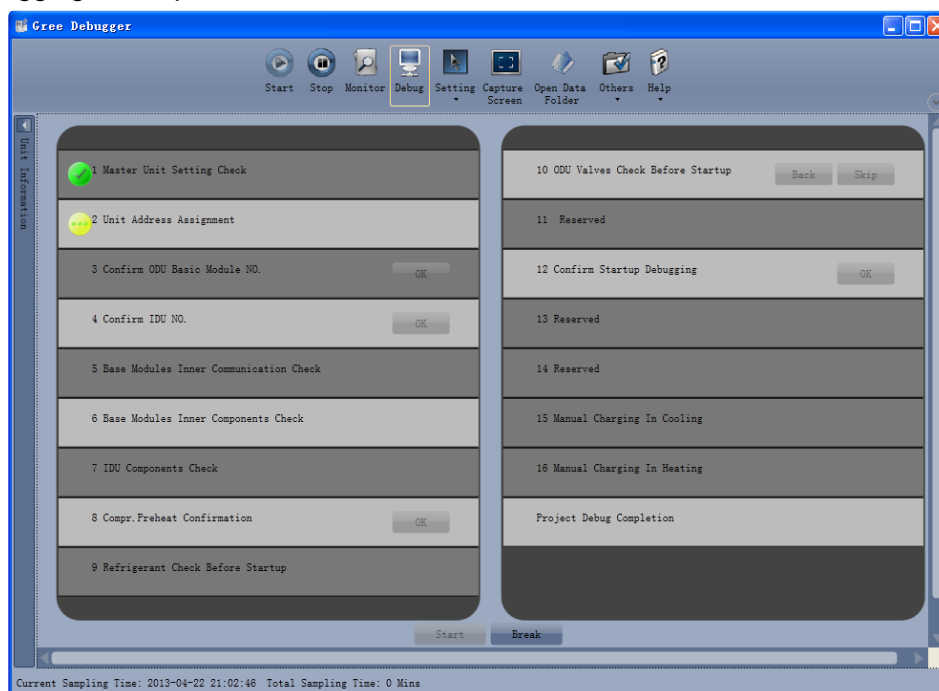 Gree Debugger
Start Stop Monitor Debug Setting Capture Screen Open Data Folder Others Help
Unit Information
1 Master Unit Setting Check
2 Unit Address Assignment
3 Confirm ODU Basic Module NO. OK
4 Confirm IDU NO. OK
5 Base Modules Inner Communication Check
6 Base Modules Inner Components Check
7 IDU Components Check
8 Compr.Preheat Confirmation OK
9 Refrigerant Check Before Startup
10 ODU Valves Check Before Startup Back Skip
11 Reserved
12 Confirm Startup Debugging OK
13 Reserved
14 Reserved
15 Manual Charging In Cooling
16 Manual Charging In Heating
Project Debug Completion
Start Break
Current Sampling Time: 2013-04-22 21:02:46 Total Sampling Time: 0 Mins